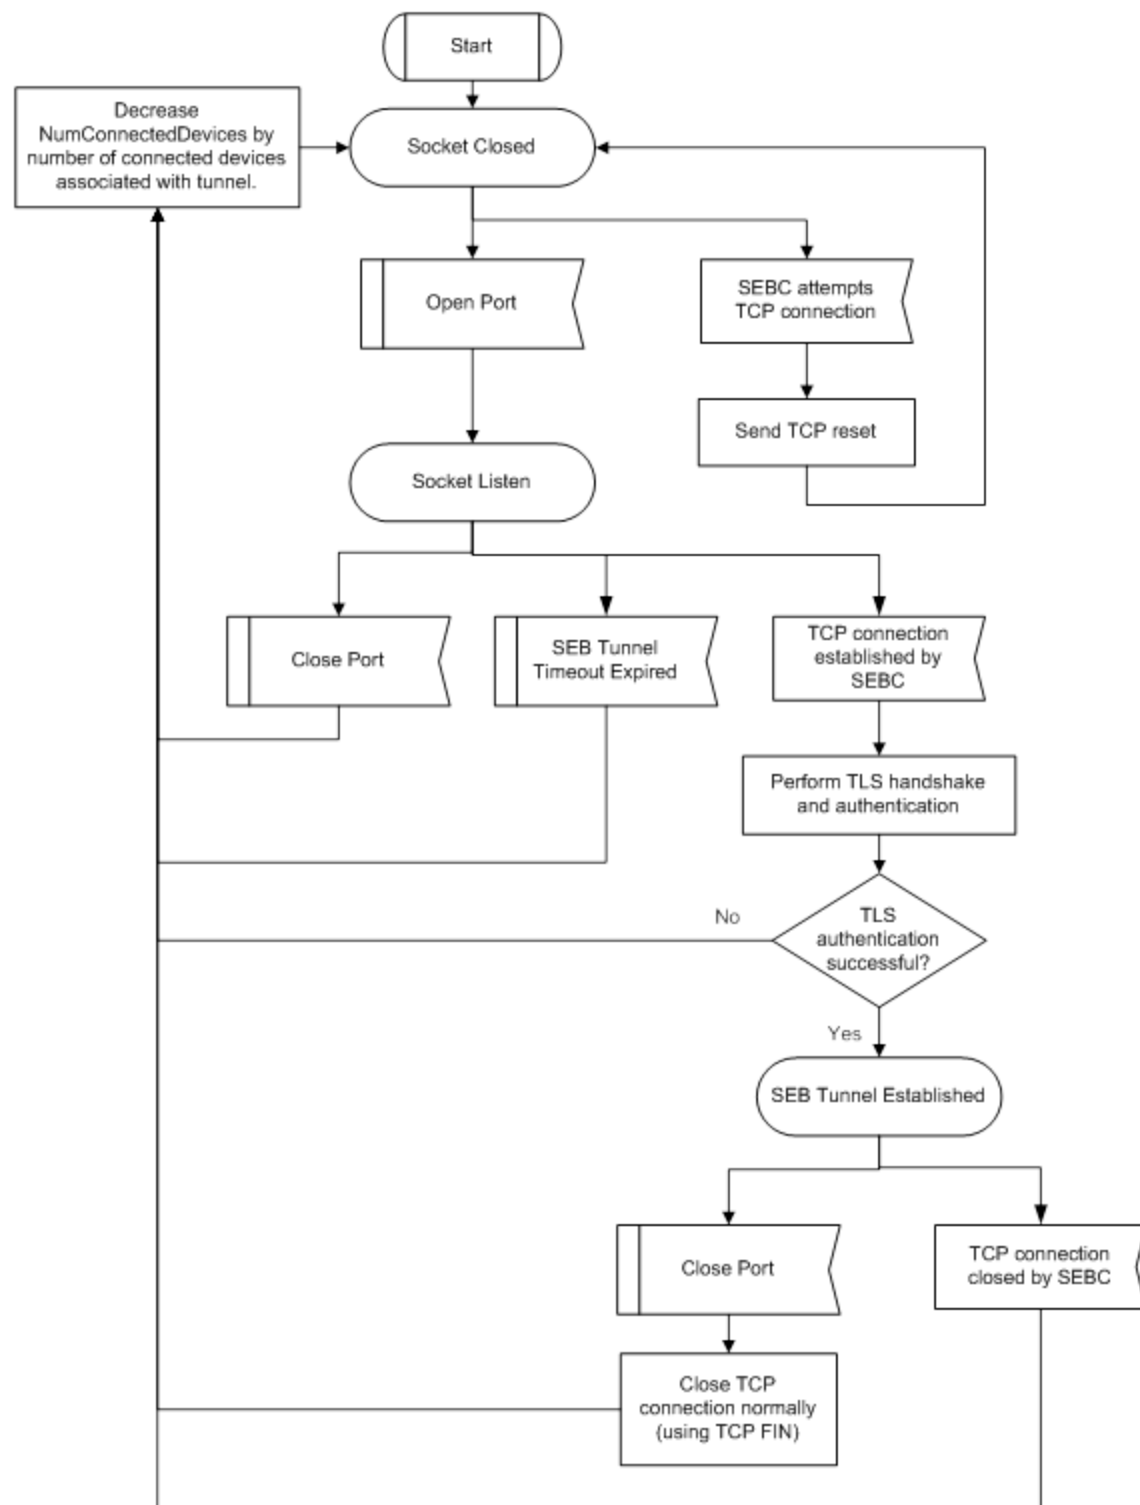 Start
Decrease
NumConnectedDevices by
number of connected devices
associated with tunnel.
Socket Closed
Open Port
SEBC attempts
TCP connection
Send TCP reset
Socket Listen
Close Port
SEB Tunnel
Timeout Expired
TCP connection
established by
SEBC
Perform TLS handshake
and authentication
No
TLS
authentication
successful?
Yes
SEB Tunnel Established
Close Port
TCP connection
closed by SEBC
Close TCP
connection normally
(using TCP FIN)